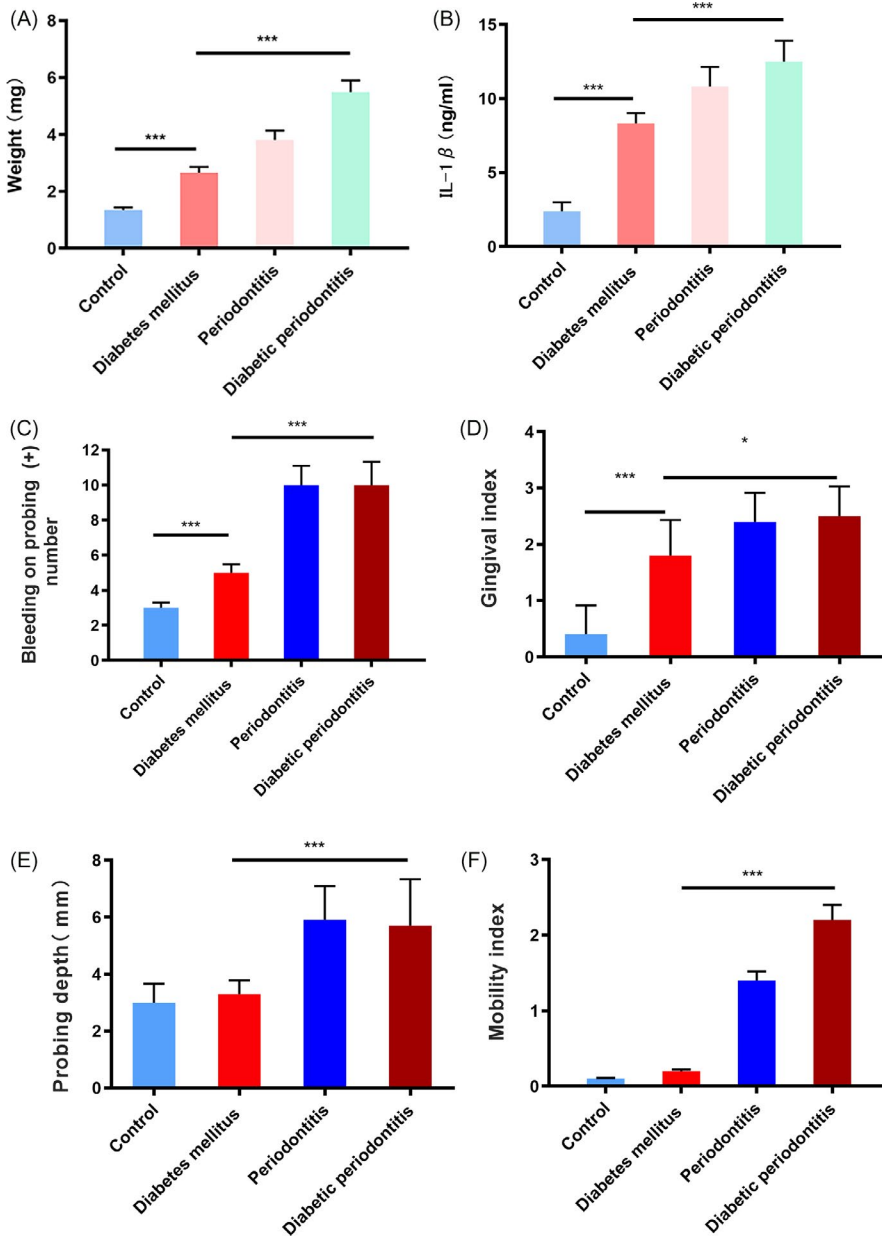 (A)
Weight (mg)
8
6
4
2
0
***
***
Control
Diabetes mellitus
Periodontitis
Diabetic periodontitis
(B)
IL-1β (ng/ml)
15
10
5
0
***
***
Control
Diabetes mellitus
Periodontitis
Diabetic periodontitis
(C)
Bleeding on probing (+)
number
12
10
8
6
4
2
0
***
***
Control
Diabetes mellitus
Periodontitis
Diabetic periodontitis
(D)
Gingival index
4
3
2
1
0
***
*
Control
Diabetes mellitus
Periodontitis
Diabetic periodontitis
(E)
Probing depth( mm)
8
6
4
2
0
***
Control
Diabetes mellitus
Periodontitis
Diabetic periodontitis
(F)
Mobility index
3
2
1
0
***
Control
Diabetes mellitus
Periodontitis
Diabetic periodontitis